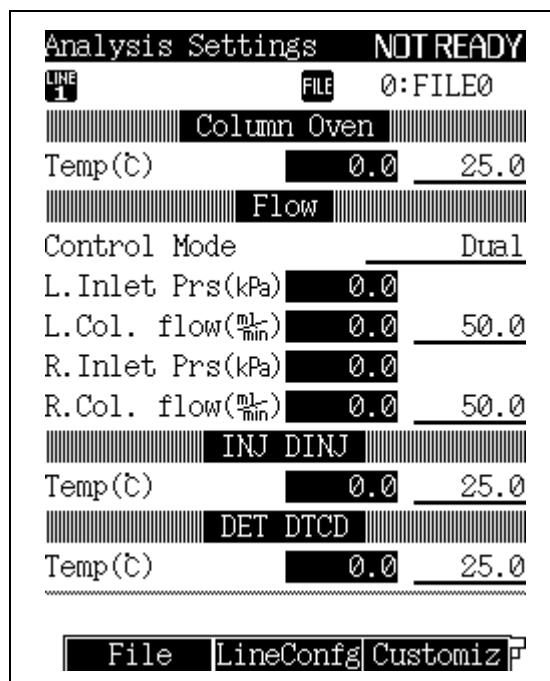 Analysis Settings NOT READY
LINE 1 FILE 0:FILE0
Column Oven
Temp(℃) 0.0 25.0
Flow
Control Mode Dual
L.Inlet Prs(kPa) 0.0
L.Col. flow(mL/min) 0.0 50.0
R.Inlet Prs(kPa) 0.0
R.Col. flow(mL/min) 0.0 50.0
INJ DINJ
Temp(℃) 0.0 25.0
DET DTCD
Temp(℃) 0.0 25.0
File LineConfg Customiz P